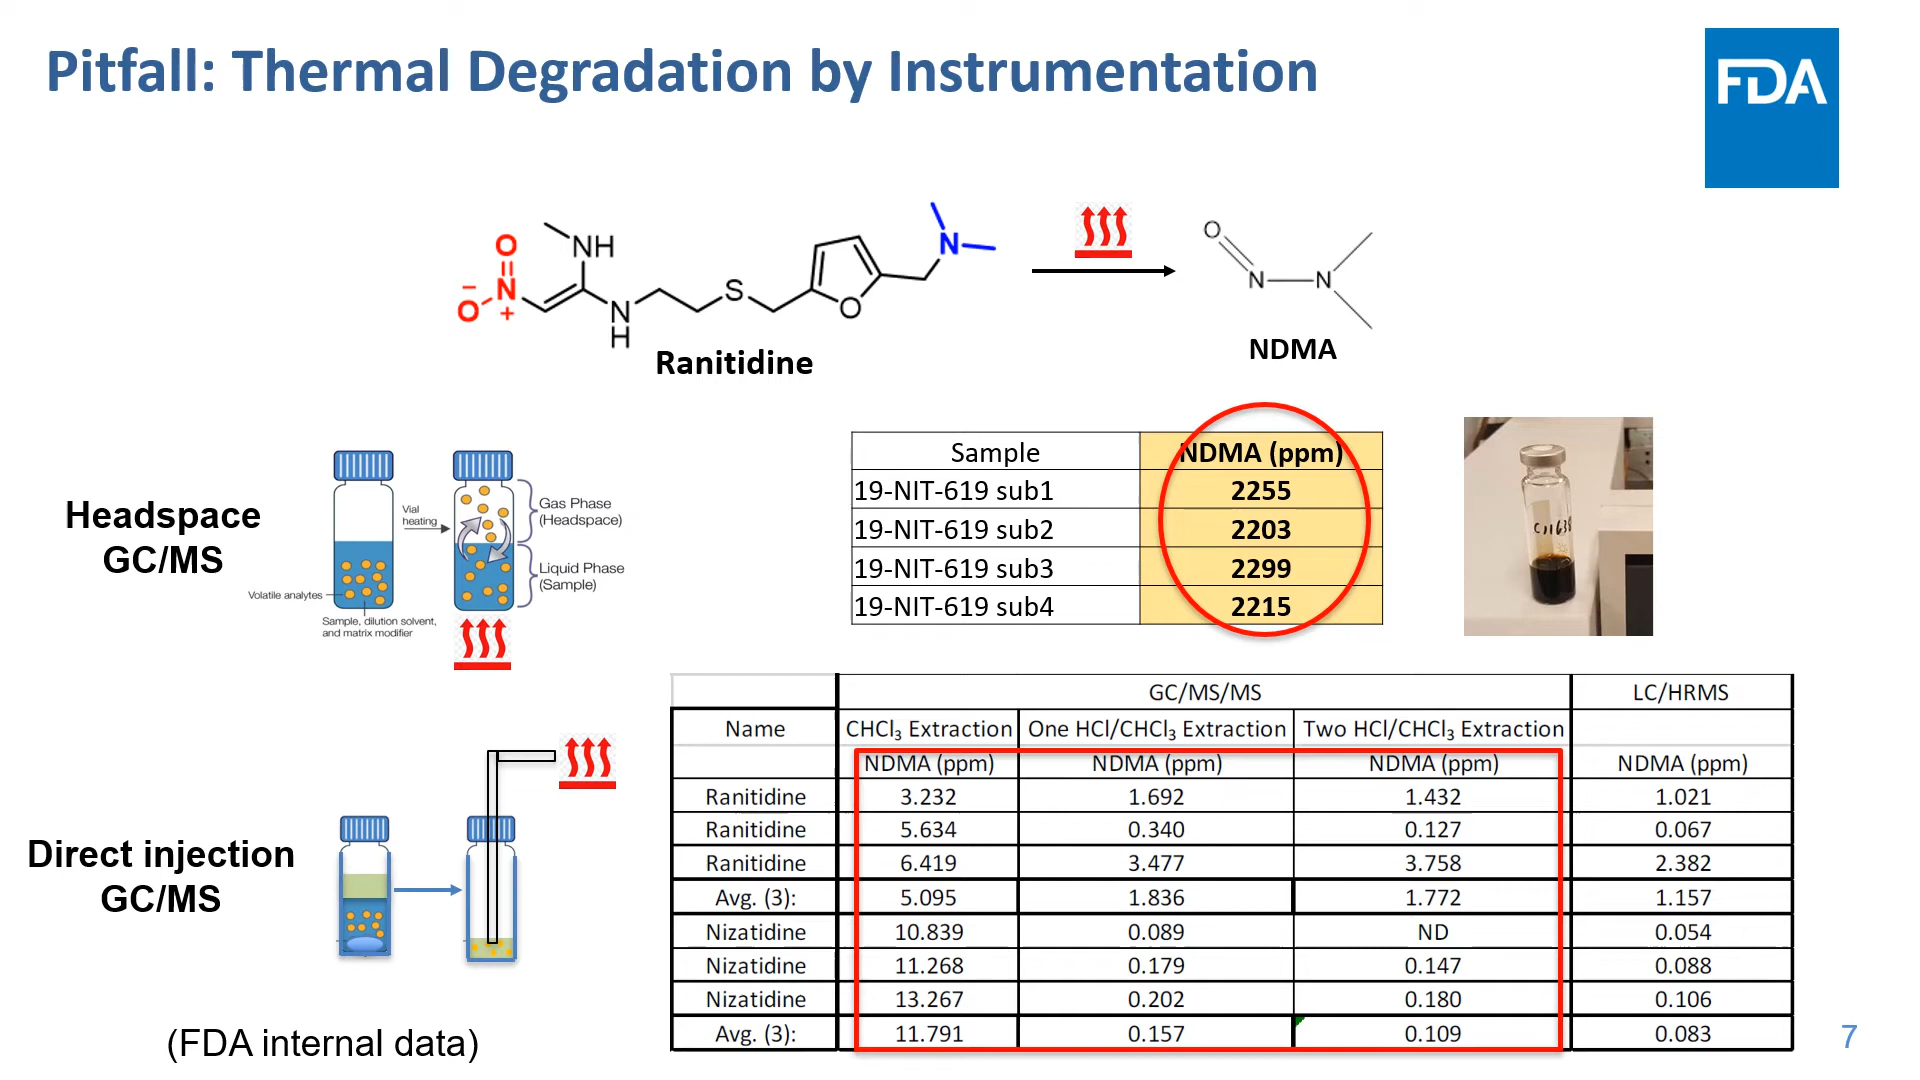 Pitfall: Thermal Degradation by Instrumentation
FDA
O
N
+
−
O
NH
N
H
S
O
N
Ranitidine
O
N
N
NDMA
Headspace
GC/MS
Vial
heating
Gas Phase
(Headspace)
Liquid Phase
(Sample)
Volatile analytes
Sample, dilution solvent,
and matrix modifier
Sample NDMA (ppm)
19-NIT-619 sub1 2255
19-NIT-619 sub2 2203
19-NIT-619 sub3 2299
19-NIT-619 sub4 2215
Direct injection
GC/MS
GC/MS/MS LC/HRMS
Name CHCl₃ Extraction One HCl/CHCl₃ Extraction Two HCl/CHCl₃ Extraction
NDMA (ppm) NDMA (ppm) NDMA (ppm) NDMA (ppm)
Ranitidine 3.232 1.692 1.432 1.021
Ranitidine 5.634 0.340 0.127 0.067
Ranitidine 6.419 3.477 3.758 2.382
Avg. (3): 5.095 1.836 1.772 1.157
Nizatidine 10.839 0.089 ND 0.054
Nizatidine 11.268 0.179 0.147 0.088
Nizatidine 13.267 0.202 0.180 0.106
Avg. (3): 11.791 0.157 0.109 0.083
(FDA internal data)
7